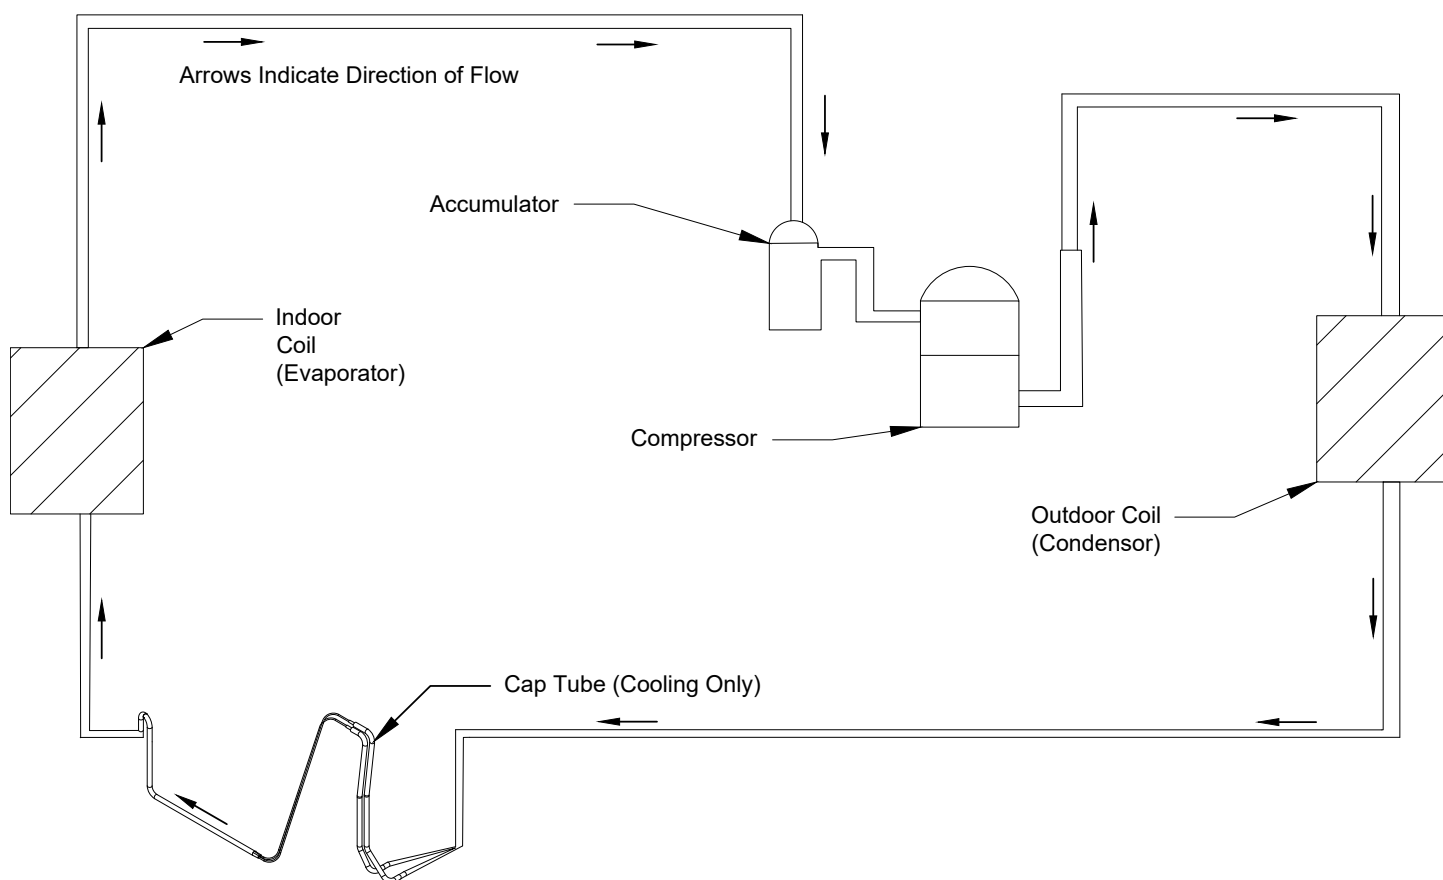 Arrows Indicate Direction of Flow
Accumulator
Indoor
Coil
(Evaporator)
Compressor
Outdoor Coil
(Condensor)
Cap Tube (Cooling Only)